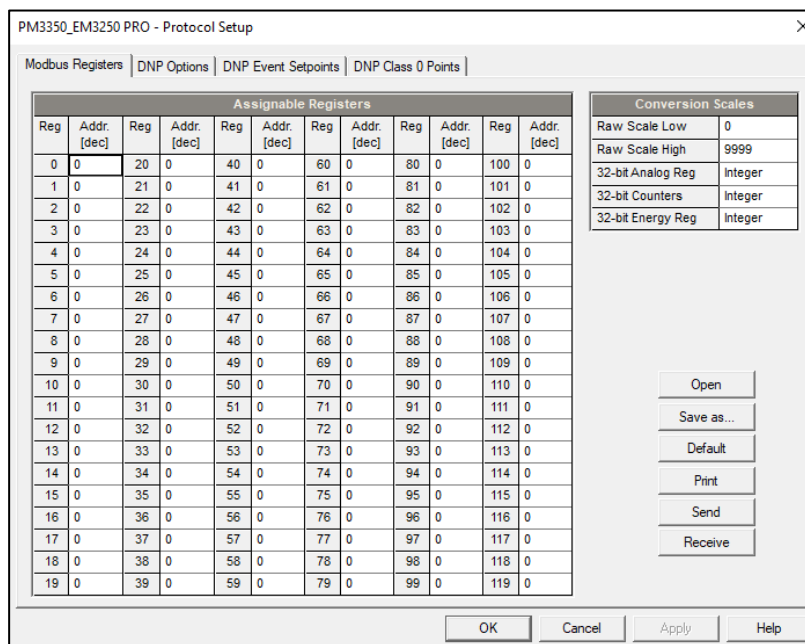 PM3350_EM3250 PRO - Protocol Setup
Modbus Registers DNP Options DNP Event Setpoints DNP Class 0 Points
Assignable Registers
Reg Addr. [dec] Reg Addr. [dec] Reg Addr. [dec] Reg Addr. [dec] Reg Addr. [dec] Reg Addr. [dec]
0 0 20 0 40 0 60 0 80 0 100 0
1 0 21 0 41 0 61 0 81 0 101 0
2 0 22 0 42 0 62 0 82 0 102 0
3 0 23 0 43 0 63 0 83 0 103 0
4 0 24 0 44 0 64 0 84 0 104 0
5 0 25 0 45 0 65 0 85 0 105 0
6 0 26 0 46 0 66 0 86 0 106 0
7 0 27 0 47 0 67 0 87 0 107 0
8 0 28 0 48 0 68 0 88 0 108 0
9 0 29 0 49 0 69 0 89 0 109 0
10 0 30 0 50 0 70 0 90 0 110 0
11 0 31 0 51 0 71 0 91 0 111 0
12 0 32 0 52 0 72 0 92 0 112 0
13 0 33 0 53 0 73 0 93 0 113 0
14 0 34 0 54 0 74 0 94 0 114 0
15 0 35 0 55 0 75 0 95 0 115 0
16 0 36 0 56 0 76 0 96 0 116 0
17 0 37 0 57 0 77 0 97 0 117 0
18 0 38 0 58 0 78 0 98 0 118 0
19 0 39 0 59 0 79 0 99 0 119 0
Conversion Scales
Raw Scale Low 0
Raw Scale High 9999
32-bit Analog Reg Integer
32-bit Counters Integer
32-bit Energy Reg Integer
Open
Save as...
Default
Print
Send
Receive
OK Cancel Apply Help